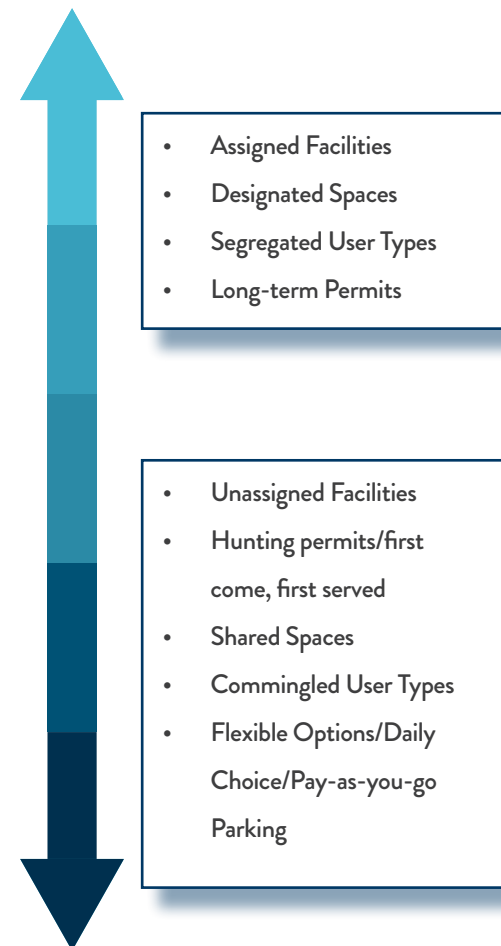 • Assigned Facilities
• Designated Spaces
• Segregated User Types
• Long-term Permits
• Unassigned Facilities
• Hunting permits/first
come, first served
• Shared Spaces
• Commingled User Types
• Flexible Options/Daily
Choice/Pay-as-you-go
Parking